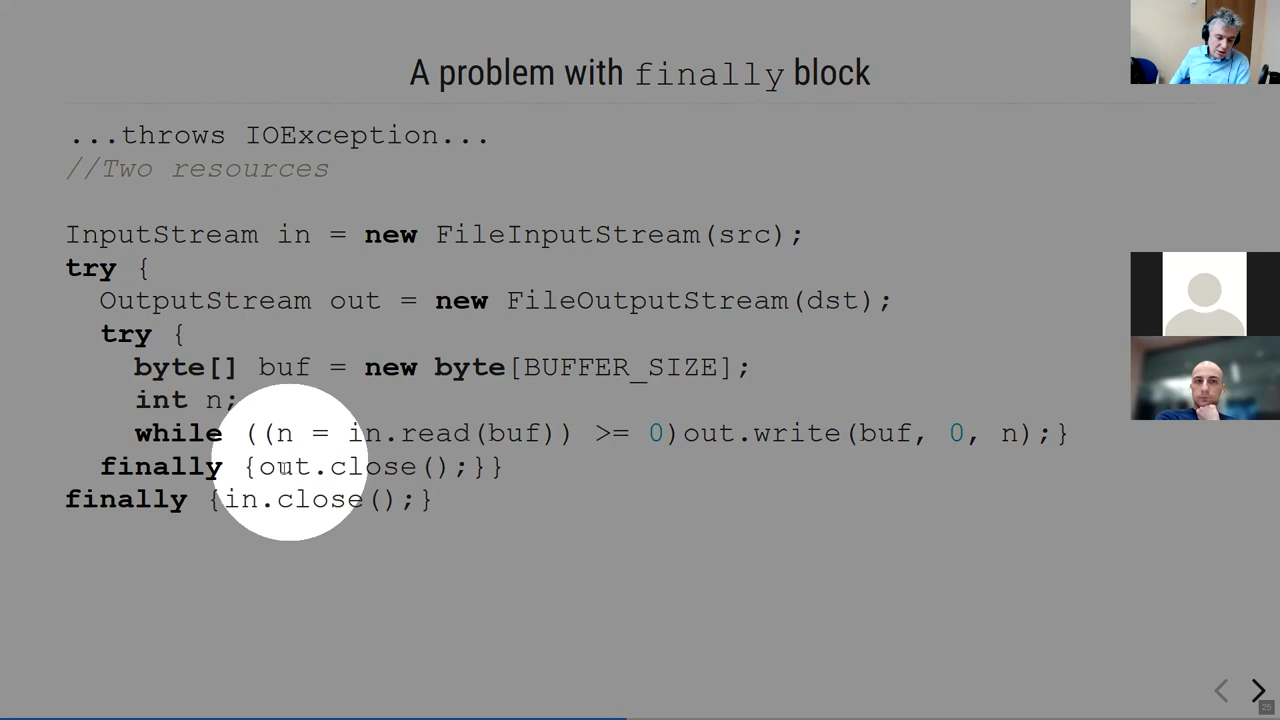 A problem with finally block
...throws IOException...
//Two resources
InputStream in = new FileInputStream(src);
try {
OutputStream out = new FileOutputStream(dst);
try {
byte[] buf = new byte[BUFFER_SIZE];
int n;
while ((n = in.read(buf)) >= 0)out.write(buf, 0, n);}
finally {out.close();}}
finally {in.close();}
25